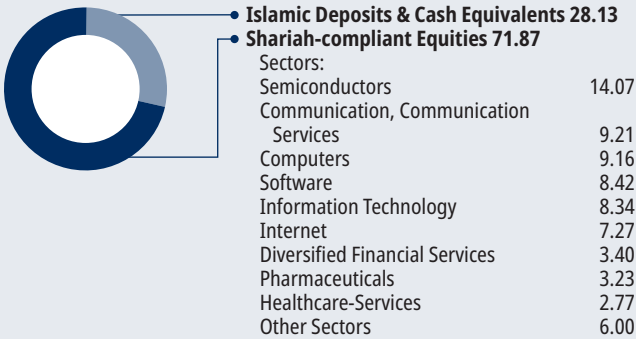 Islamic Deposits & Cash Equivalents 28.13
Shariah-compliant Equities 71.87
Sectors:
Semiconductors 14.07
Communication, Communication
Services 9.21
Computers 9.16
Software 8.42
Information Technology 8.34
Internet 7.27
Diversified Financial Services 3.40
Pharmaceuticals 3.23
Healthcare-Services 2.77
Other Sectors 6.00